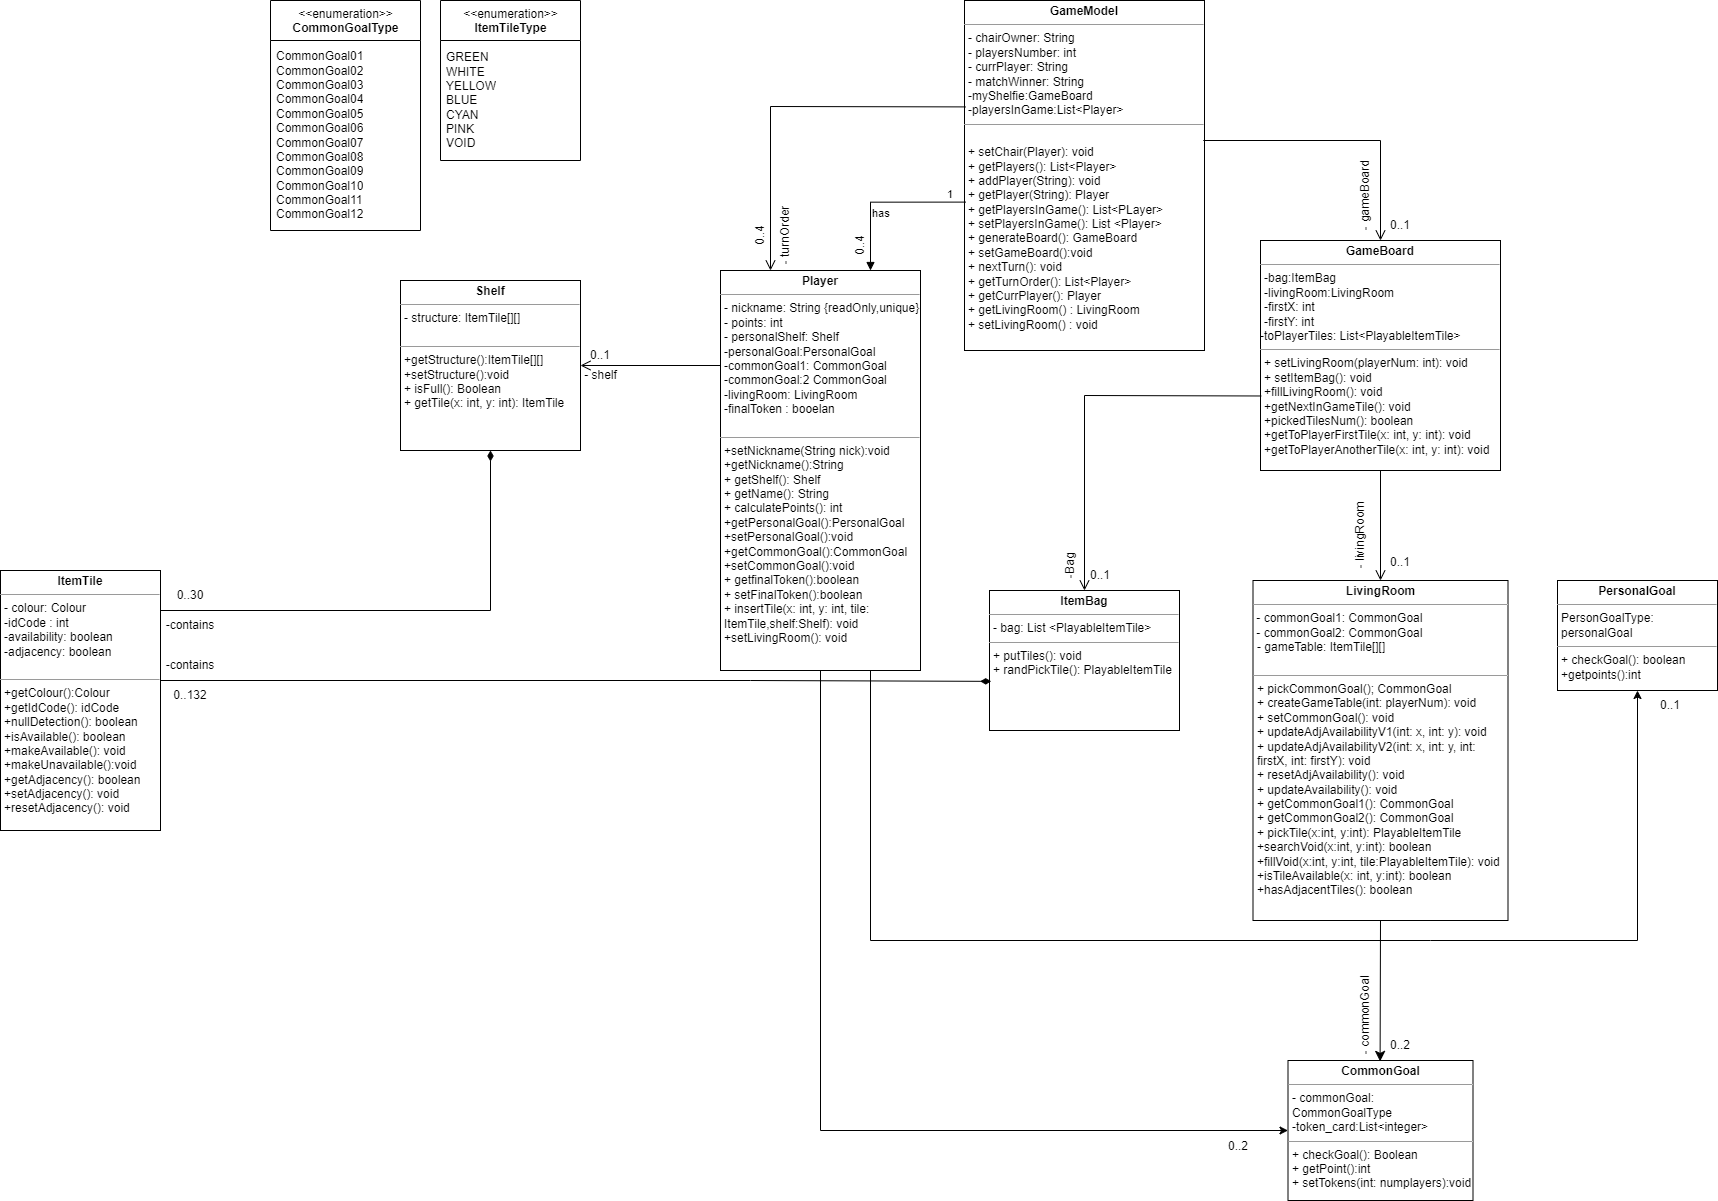 <<enumeration>>
CommonGoalType
CommonGoal01
CommonGoal02
CommonGoal03
CommonGoal04
CommonGoal05
CommonGoal06
CommonGoal07
CommonGoal08
CommonGoal09
CommonGoal10
CommonGoal11
CommonGoal12
<<enumeration>>
ItemTileType
GREEN
WHITE
YELLOW
BLUE
CYAN
PINK
VOID
GameModel
- chairOwner: String
- playersNumber: int
- currPlayer: String
- matchWinner: String
-myShelfie:GameBoard
-playersInGame:List<Player>
+ setChair(Player): void
+ getPlayers(): List<Player>
+ addPlayer(String): void
+ getPlayer(String): Player
+ getPlayersInGame(): List<PLayer>
+ setPlayersInGame(): List <Player>
+ generateBoard(): GameBoard
+ setGameBoard():void
+ nextTurn(): void
+ getTurnOrder(): List<Player>
+ getCurrPlayer(): Player
+ getLivingRoom() : LivingRoom
+ setLivingRoom() : void
0..4
- turnOrder
1
has
0..4
- gameBoard
0..1
GameBoard
-bag:ItemBag
-livingRoom:LivingRoom
-firstX: int
-firstY: int
-toPlayerTiles: List<PlayableItemTile>
+ setLivingRoom(playerNum: int): void
+ setItemBag(): void
+fillLivingRoom(): void
+getNextInGameTile(): void
+pickedTilesNum(): boolean
+getToPlayerFirstTile(x: int, y: int): void
+getToPlayerAnotherTile(x: int, y: int): void
Shelf
- structure: ItemTile[][]
+getStructure():ItemTile[][]
+setStructure():void
+ isFull(): Boolean
+ getTile(x: int, y: int): ItemTile
0..1
- shelf
Player
- nickname: String {readOnly,unique}
- points: int
- personalShelf: Shelf
-personalGoal:PersonalGoal
-commonGoal1: CommonGoal
-commonGoal:2 CommonGoal
-livingRoom: LivingRoom
-finalToken : booelan
+setNickname(String nick):void
+getNickname():String
+ getShelf(): Shelf
+ getName(): String
+ calculatePoints(): int
+getPersonalGoal():PersonalGoal
+setPersonalGoal():void
+getCommonGoal():CommonGoal
+setCommonGoal():void
+ getfinalToken():boolean
+ setFinalToken():boolean
+ insertTile(x: int, y: int, tile:
ItemTile,shelf:Shelf): void
+setLivingRoom(): void
-Bag
0..1
- livingRoom
0..1
ItemTile
- colour: Colour
-idCode : int
-availability: boolean
-adjacency: boolean
+getColour():Colour
+getIdCode(): idCode
+nullDetection(): boolean
+isAvailable(): boolean
+makeAvailable(): void
+makeUnavailable():void
+getAdjacency(): boolean
+setAdjacency(): void
+resetAdjacency(): void
0..30
-contains
-contains
0..132
ItemBag
- bag: List <PlayableItemTile>
+ putTiles(): void
+ randPickTile(): PlayableItemTile
LivingRoom
- commonGoal1: CommonGoal
- commonGoal2: CommonGoal
- gameTable: ItemTile[][]
+ pickCommonGoal(); CommonGoal
+ createGameTable(int: playerNum): void
+ setCommonGoal(): void
+ updateAdjAvailabilityV1(int: x, int: y): void
+ updateAdjAvailabilityV2(int: x, int: y, int:
firstX, int: firstY): void
+ resetAdjAvailability(): void
+ updateAvailability(): void
+ getCommonGoal1(): CommonGoal
+ getCommonGoal2(): CommonGoal
+ pickTile(x:int, y:int): PlayableItemTile
+searchVoid(x:int, y:int): boolean
+fillVoid(x:int, y:int, tile:PlayableItemTile): void
+isTileAvailable(x: int, y:int): boolean
+hasAdjacentTiles(): boolean
PersonalGoal
PersonGoalType:
personalGoal
+ checkGoal(): boolean
+getpoints():int
0..1
- commonGoal
0..2
0..2
CommonGoal
- commonGoal:
CommonGoalType
-token_card:List<integer>
+ checkGoal(): Boolean
+ getPoint():int
+ setTokens(int: numplayers):void